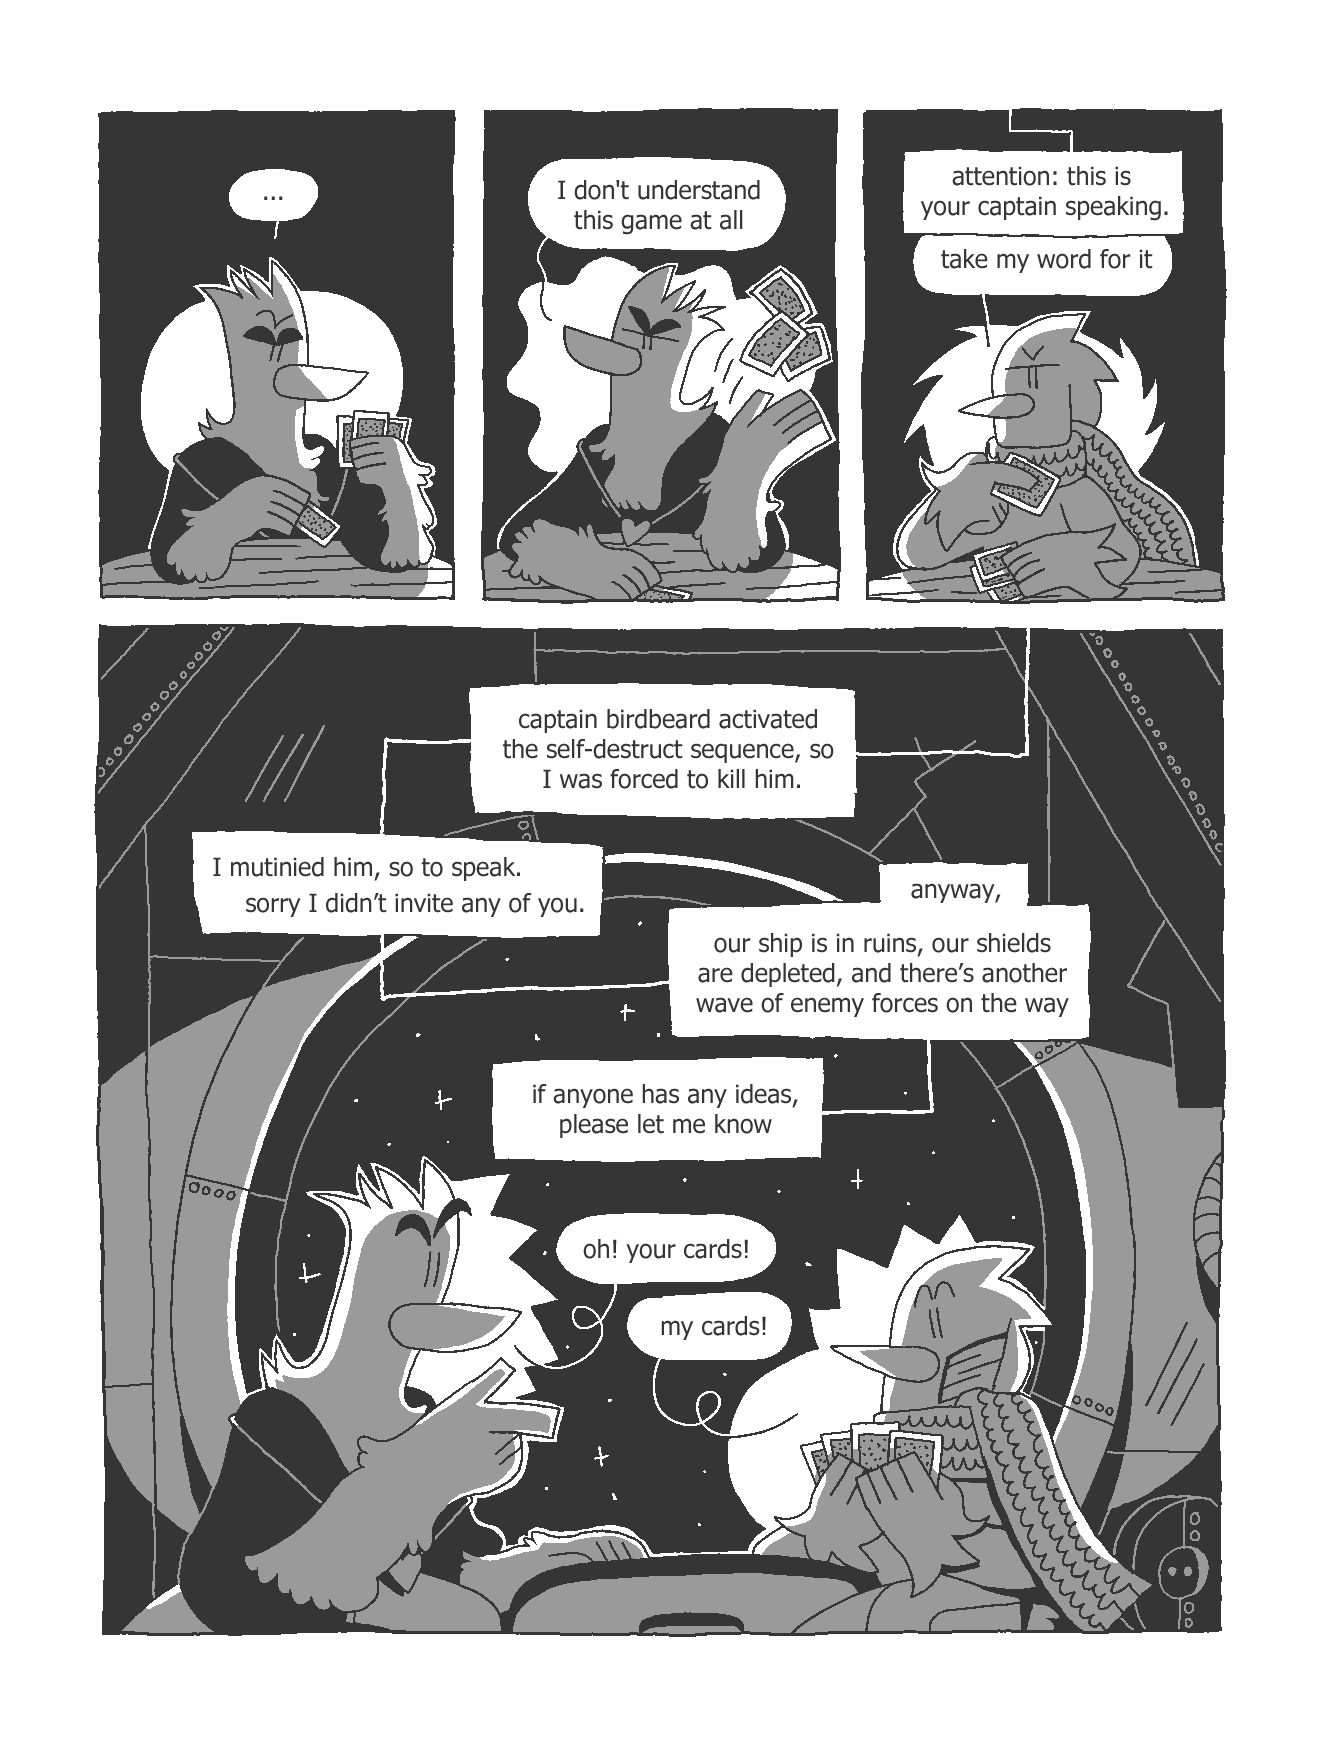 ...
I don't understand
this game at all
attention: this is
your captain speaking.
take my word for it
captain birdbeard activated
the self-destruct sequence, so
I was forced to kill him.
I mutinied him, so to speak.
sorry I didn’t invite any of you.
anyway,
our ship is in ruins, our shields
are depleted, and there’s another
wave of enemy forces on the way
if anyone has any ideas,
please let me know
oh! your cards!
my cards!